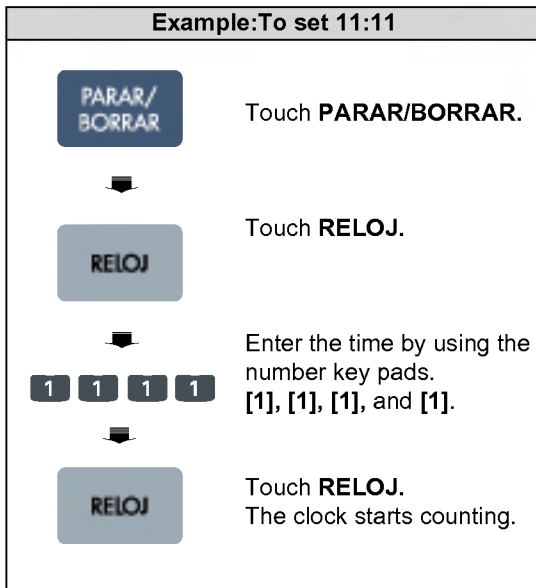 Example:To set 11:11
PARAR/
BORRAR
Touch PARAR/BORRAR.
RELOJ
Touch RELOJ.
1 1 1 1
Enter the time by using the
number key pads.
[1], [1], [1], and [1].
RELOJ
Touch RELOJ.
The clock starts counting.